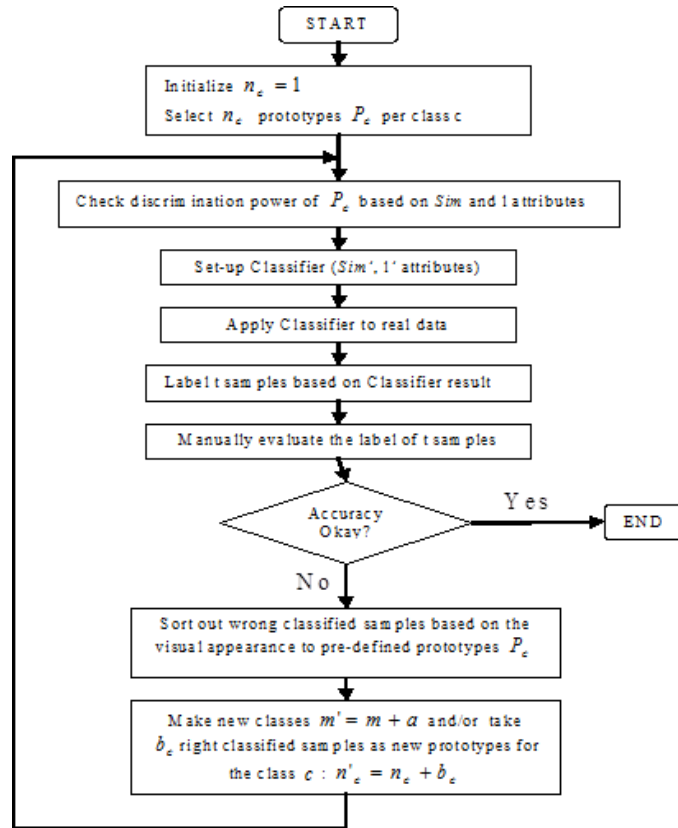 START
Initialize n_c = 1
Select n_c prototypes P_c per class c
Check discrimination power of P_c based on Sim and l attributes
Set-up Classifier (Sim', l' attributes)
Apply Classifier to real data
Label t samples based on Classifier result
Manually evaluate the label of t samples
Accuracy
Okay?
Yes
END
No
Sort out wrong classified samples based on the
visual appearance to pre-defined prototypes P_c
Make new classes m' = m + a and/or take
b_c right classified samples as new prototypes for
the class c : n'_c = n_c + b_c